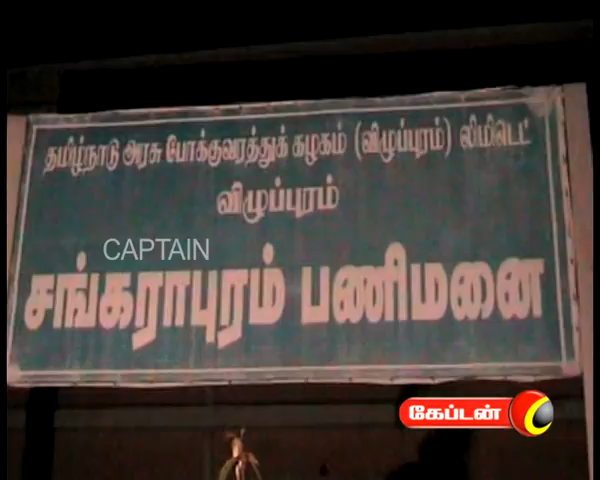 தமிழ்நாடு அரசு போக்குவரத்துக் கழகம் (விழுப்புரம்) லிமிடெட்
விழுப்புரம்
CAPTAIN
சங்கராபுரம் பணிமனை
கேப்டன்